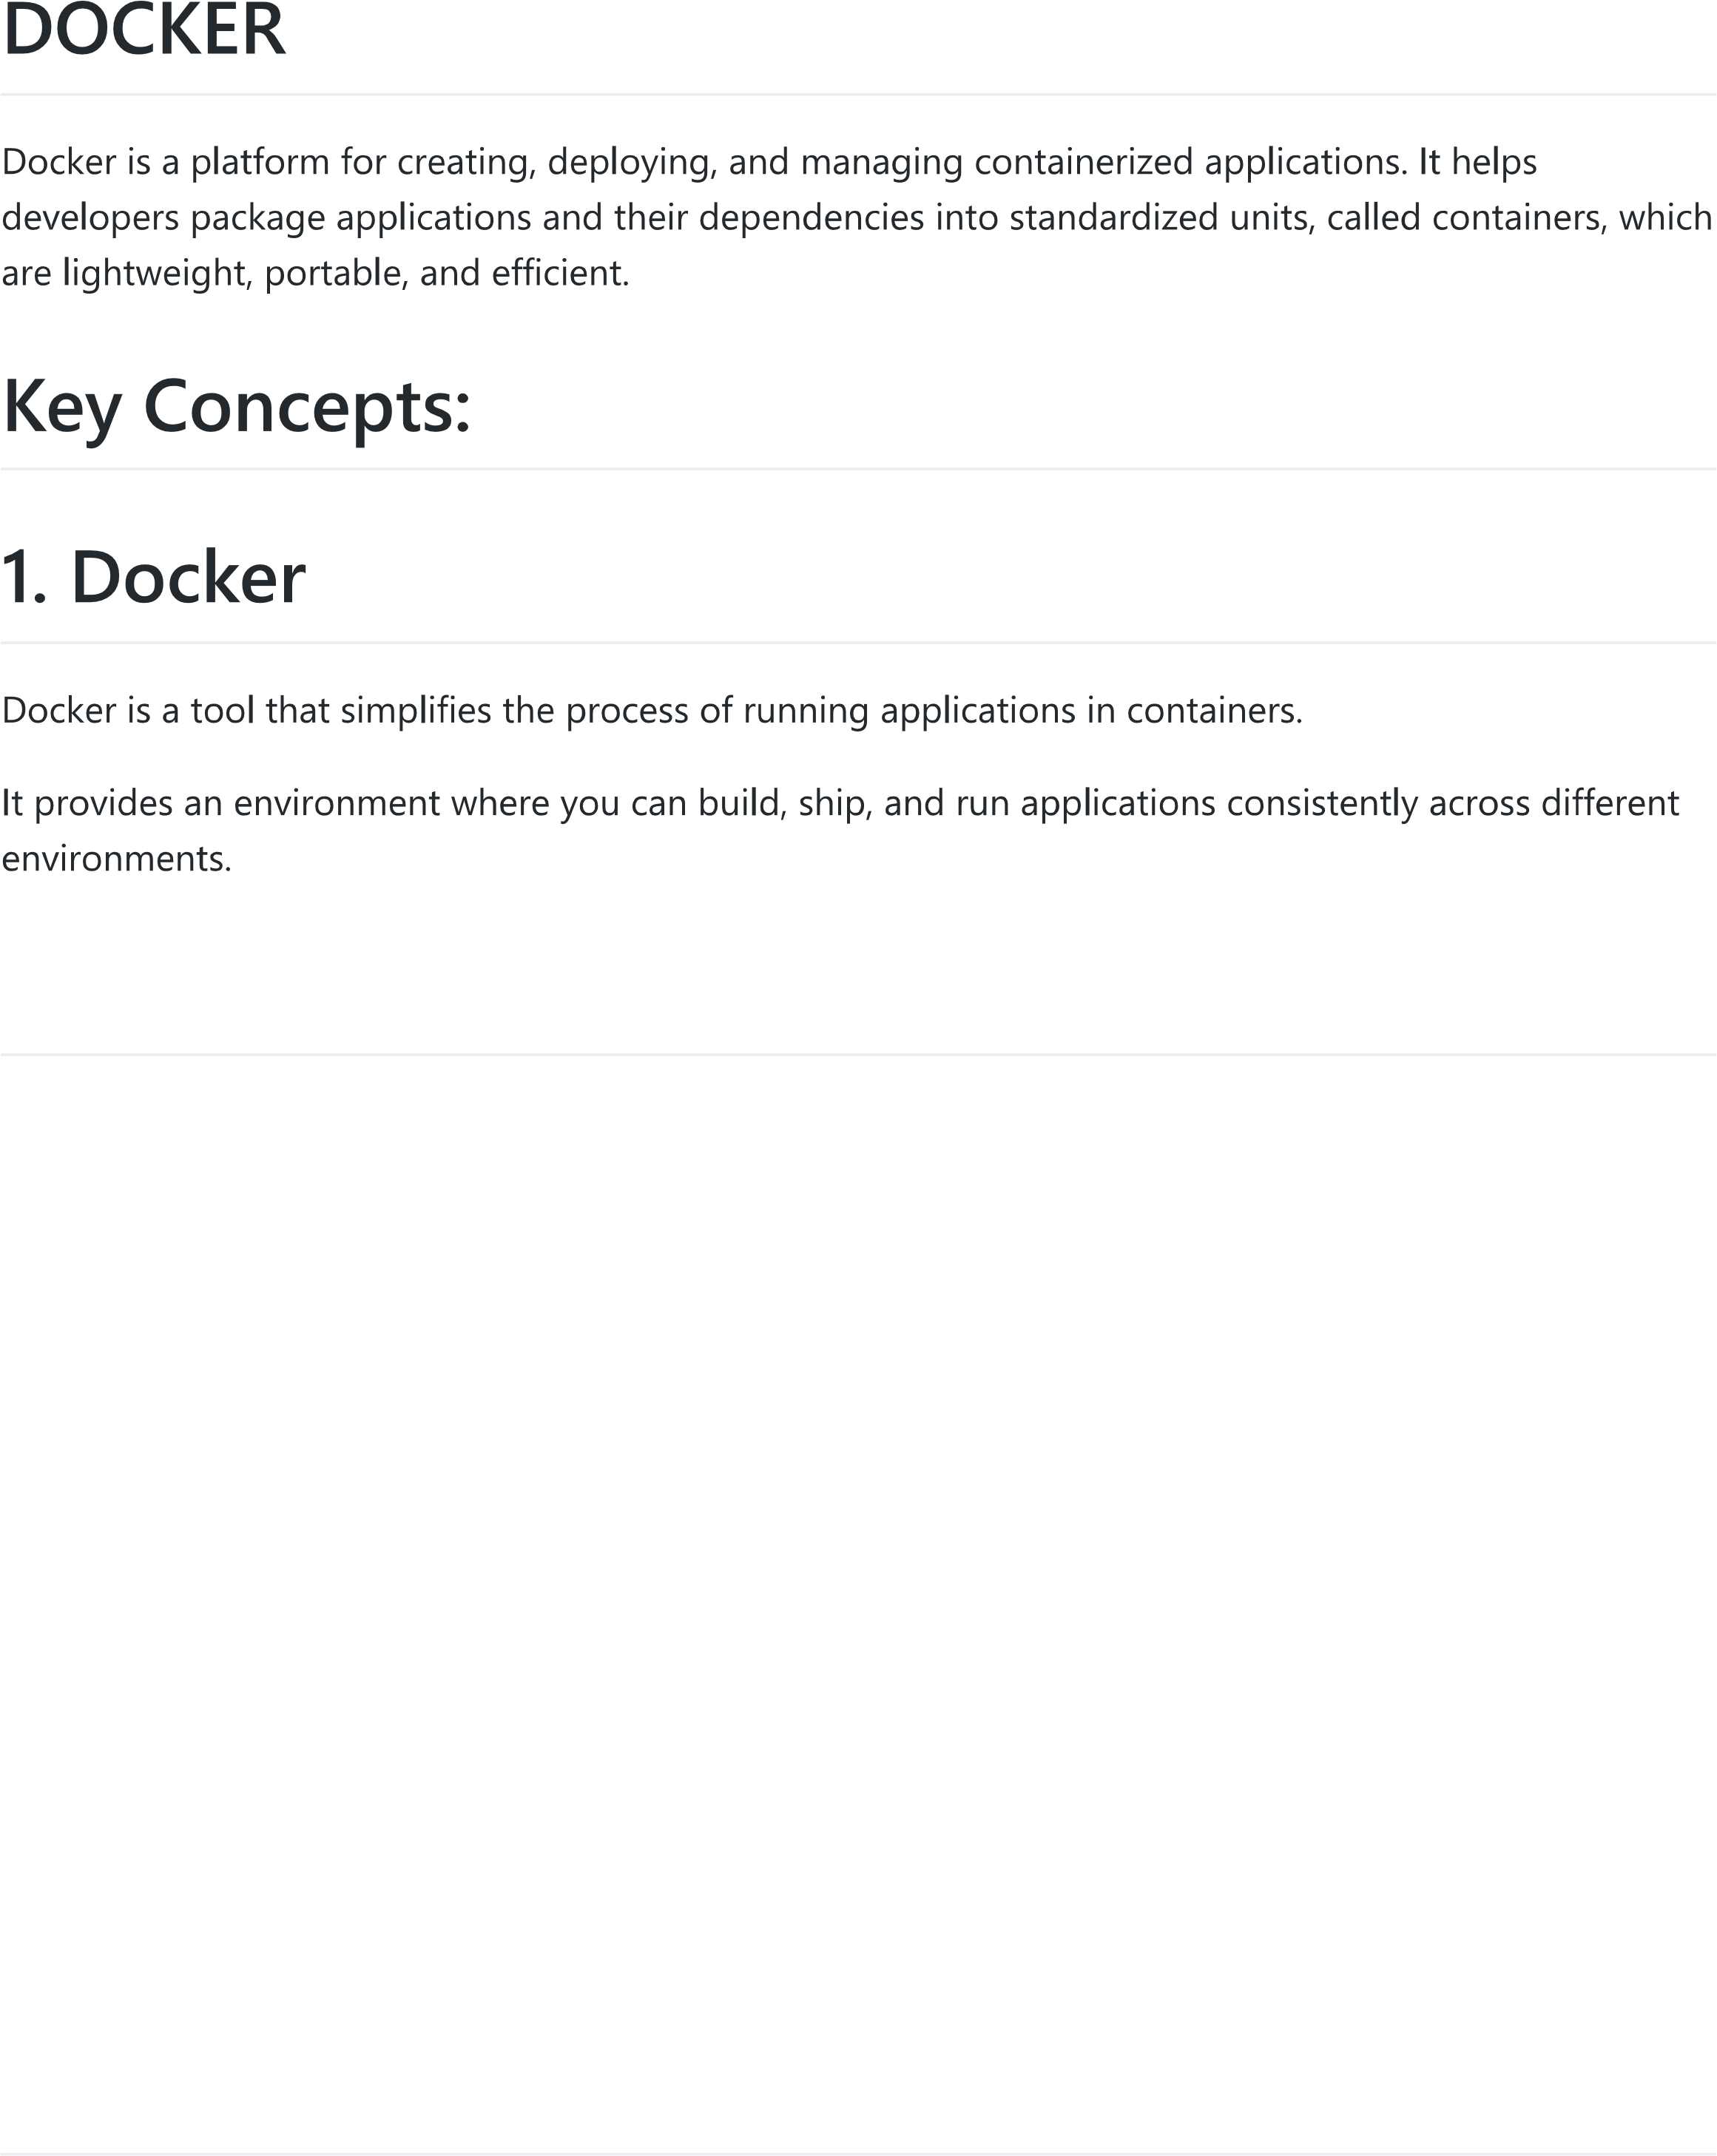 DOCKER
Docker is a platform for creating, deploying, and managing containerized applications. It helps
developers package applications and their dependencies into standardized units, called containers, which
are lightweight, portable, and efficient.
Key Concepts:
1. Docker
Docker is a tool that simplifies the process of running applications in containers.
It provides an environment where you can build, ship, and run applications consistently across different
environments.